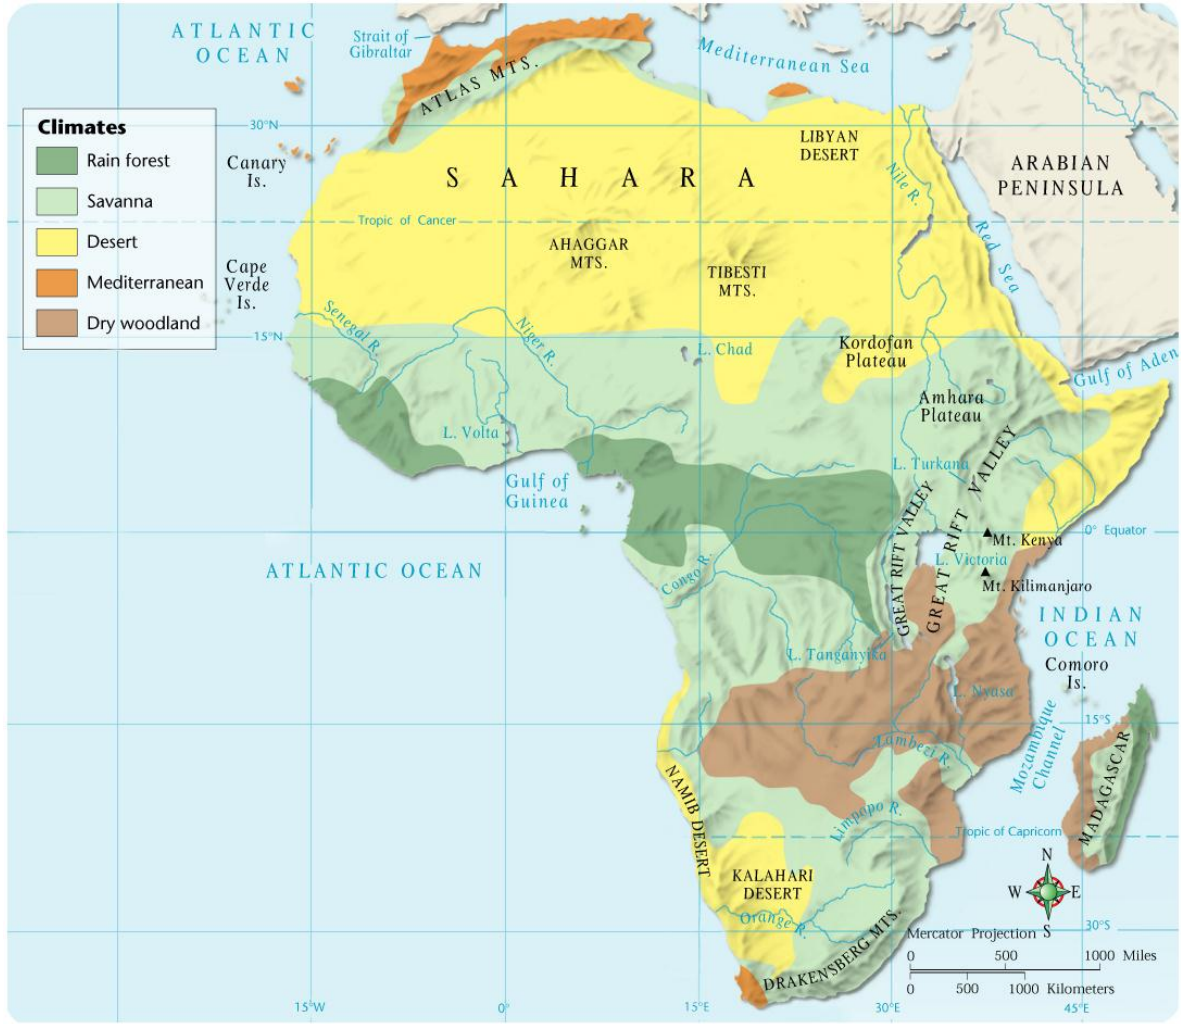 ATLANTIC
OCEAN
Strait of
Gibraltar
Mediterranean Sea
ATLAS MTS.
Climates
Rain forest
Savanna
Desert
Mediterranean
Dry woodland
30°N
Canary
Is.
LIBYAN
DESERT
ARABIAN
PENINSULA
SAHARA
Nile R.
Tropic of Cancer
Red Sea
AHAGGAR
MTS.
TIBESTI
MTS.
Cape
Verde
Is.
Senegal R.
Niger R.
15°N
L. Chad
Kordofan
Plateau
Gulf of Aden
Amhara
Plateau
L. Volta
L. Turkana
GREAT RIFT VALLEY
GREAT RIFT VALLEY
Gulf of
Guinea
0° Equator
Mt. Kenya
L. Victoria
Mt. Kilimanjaro
ATLANTIC OCEAN
Congo R.
INDIAN
OCEAN
L. Tanganyika
Comoro
Is.
L. Nyasa
15°S
Mozambique
Channel
Zambezi R.
MADAGASCAR
NAMIB DESERT
Limpopo R.
Tropic of Capricorn
KALAHARI
DESERT
N
W
E
S
Orange R.
30°S
DRAKENSBERG MTS.
Mercator Projection
0 500 1000 Miles
0 500 1000 Kilometers
15°W
0°
15°E
30°E
45°E